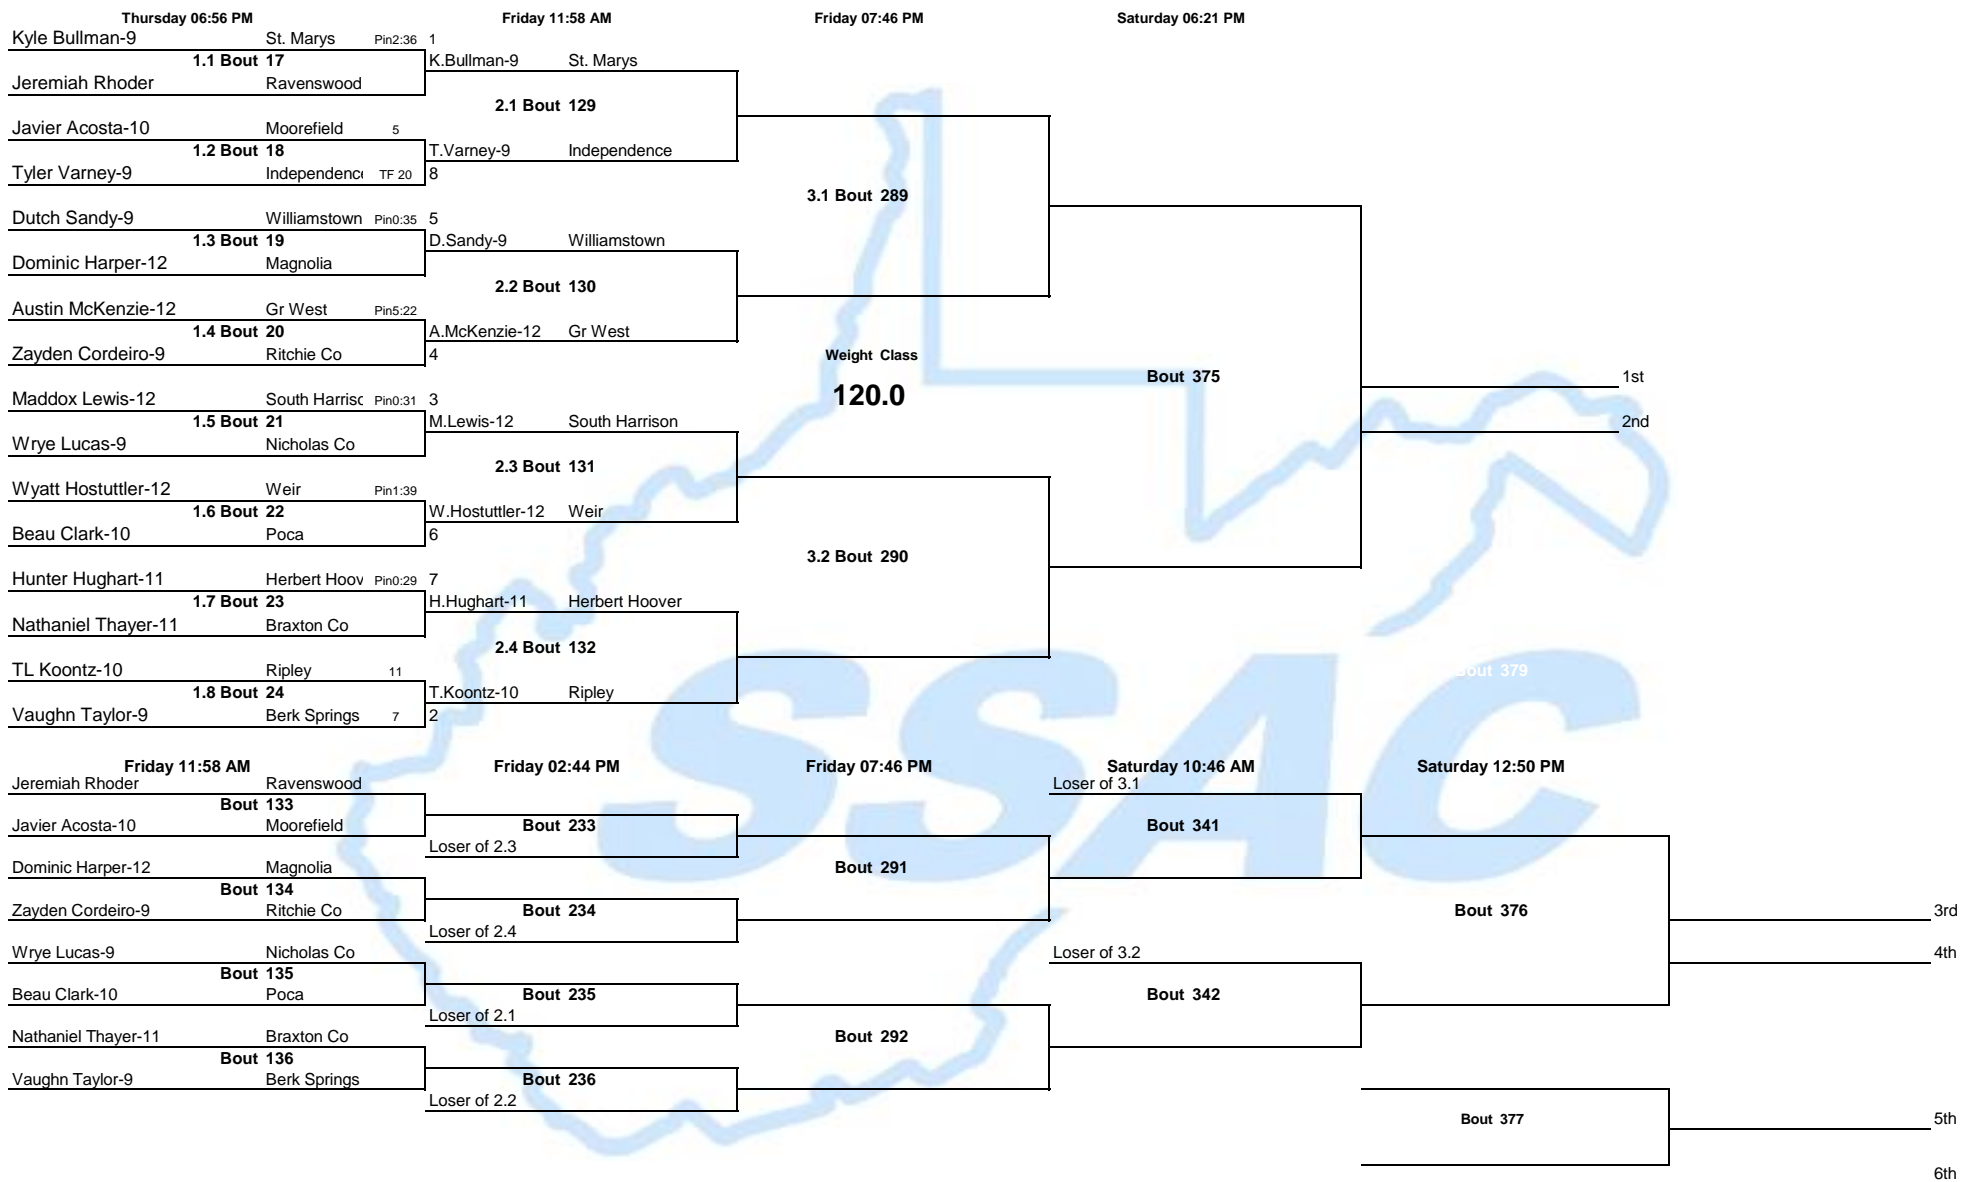 Thursday 06:56 PM Friday 11:58 AM Friday 07:46 PM Saturday 06:21 PM
Kyle Bullman-9 St. Marys Pin2:36 1
1.1 Bout 17 K.Bullman-9 St. Marys
Jeremiah Rhoder Ravenswood
2.1 Bout 129
Javier Acosta-10 Moorefield 5
1.2 Bout 18 T.Varney-9 Independence
Tyler Varney-9 Independenc TF 20 8
3.1 Bout 289
Dutch Sandy-9 Williamstown Pin0:35 5
1.3 Bout 19 D.Sandy-9 Williamstown
Dominic Harper-12 Magnolia
2.2 Bout 130
Austin McKenzie-12 Gr West Pin5:22
1.4 Bout 20 A.McKenzie-12 Gr West
Zayden Cordeiro-9 Ritchie Co 4 Weight Class
Bout 375 1st
Maddox Lewis-12 South Harrisc Pin0:31 3 120.0
1.5 Bout 21 M.Lewis-12 South Harrison 2nd
Wrye Lucas-9 Nicholas Co
2.3 Bout 131
Wyatt Hostuttler-12 Weir Pin1:39
1.6 Bout 22 W.Hostuttler-12 Weir
Beau Clark-10 Poca 6
3.2 Bout 290
Hunter Hughart-11 Herbert Hoov Pin0:29 7
1.7 Bout 23 H.Hughart-11 Herbert Hoover
Nathaniel Thayer-11 Braxton Co
2.4 Bout 132
TL Koontz-10 Ripley 11 Bout 379
1.8 Bout 24 T.Koontz-10 Ripley
Vaughn Taylor-9 Berk Springs 7 2
SSAC
Friday 11:58 AM Friday 02:44 PM Friday 07:46 PM Saturday 10:46 AM Saturday 12:50 PM
Jeremiah Rhoder Ravenswood Loser of 3.1
Bout 133
Javier Acosta-10 Moorefield Bout 233 Bout 341
Loser of 2.3
Dominic Harper-12 Magnolia Bout 291
Bout 134
Zayden Cordeiro-9 Ritchie Co Bout 234 Bout 376 3rd
Loser of 2.4
Wrye Lucas-9 Nicholas Co Loser of 3.2 4th
Bout 135
Beau Clark-10 Poca Bout 235 Bout 342
Loser of 2.1
Nathaniel Thayer-11 Braxton Co Bout 292
Bout 136
Vaughn Taylor-9 Berk Springs Bout 236
Loser of 2.2
Bout 377 5th
6th